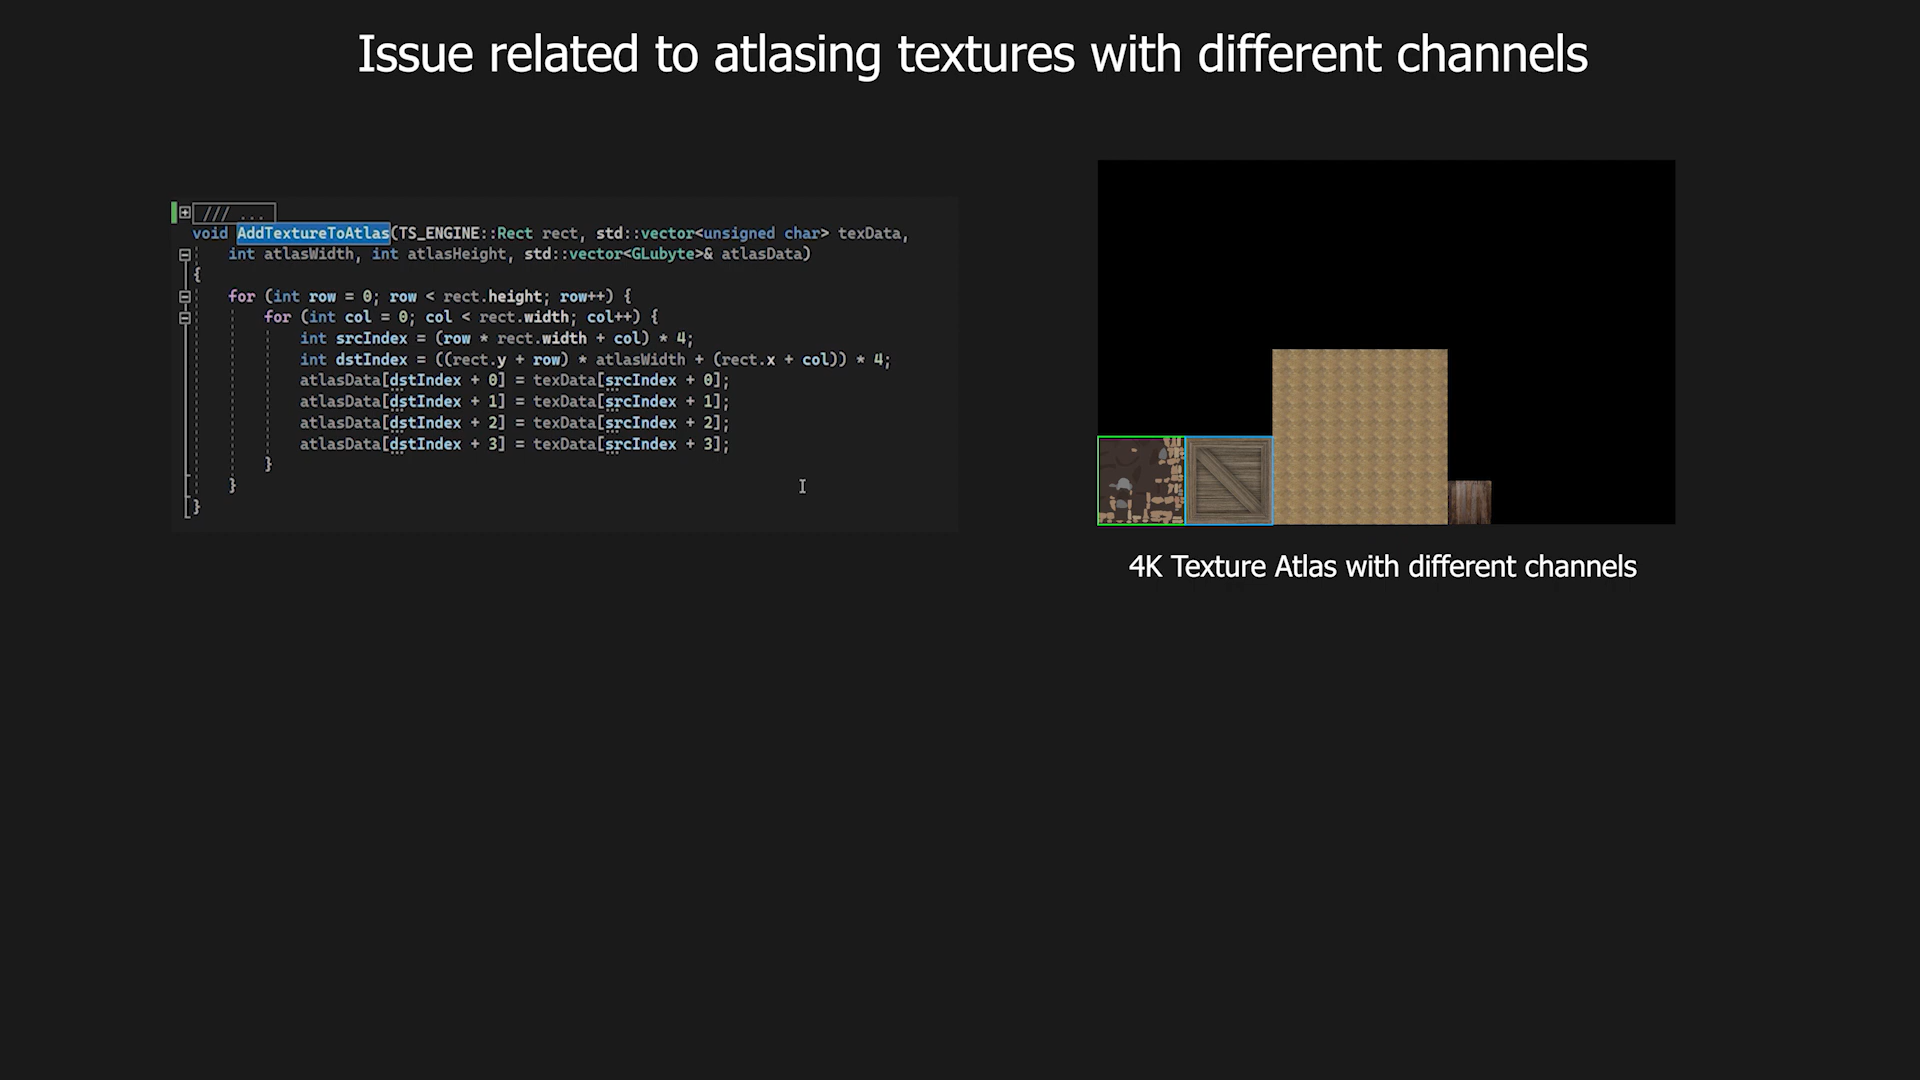 Issue related to atlasing textures with different channels
/// ...
void AddTextureToAtlas(TS_ENGINE::Rect rect, std::vector<unsigned char> texData,
int atlasWidth, int atlasHeight, std::vector<GLubyte>& atlasData)
{
for (int row = 0; row < rect.height; row++) {
for (int col = 0; col < rect.width; col++) {
int srcIndex = (row * rect.width + col) * 4;
int dstIndex = ((rect.y + row) * atlasWidth + (rect.x + col)) * 4;
atlasData[dstIndex + 0] = texData[srcIndex + 0];
atlasData[dstIndex + 1] = texData[srcIndex + 1];
atlasData[dstIndex + 2] = texData[srcIndex + 2];
atlasData[dstIndex + 3] = texData[srcIndex + 3];
}
}
}
4K Texture Atlas with different channels